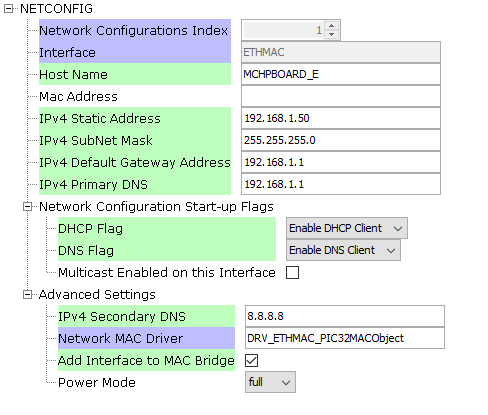 NETCONFIG
Network Configurations Index 1
Interface ETHMAC
Host Name MCHPBOARD_E
Mac Address
IPv4 Static Address 192.168.1.50
IPv4 SubNet Mask 255.255.255.0
IPv4 Default Gateway Address 192.168.1.1
IPv4 Primary DNS 192.168.1.1
Network Configuration Start-up Flags
DHCP Flag Enable DHCP Client
DNS Flag Enable DNS Client
Multicast Enabled on this Interface
Advanced Settings
IPv4 Secondary DNS 8.8.8.8
Network MAC Driver DRV_ETHMAC_PIC32MACObject
Add Interface to MAC Bridge
Power Mode full